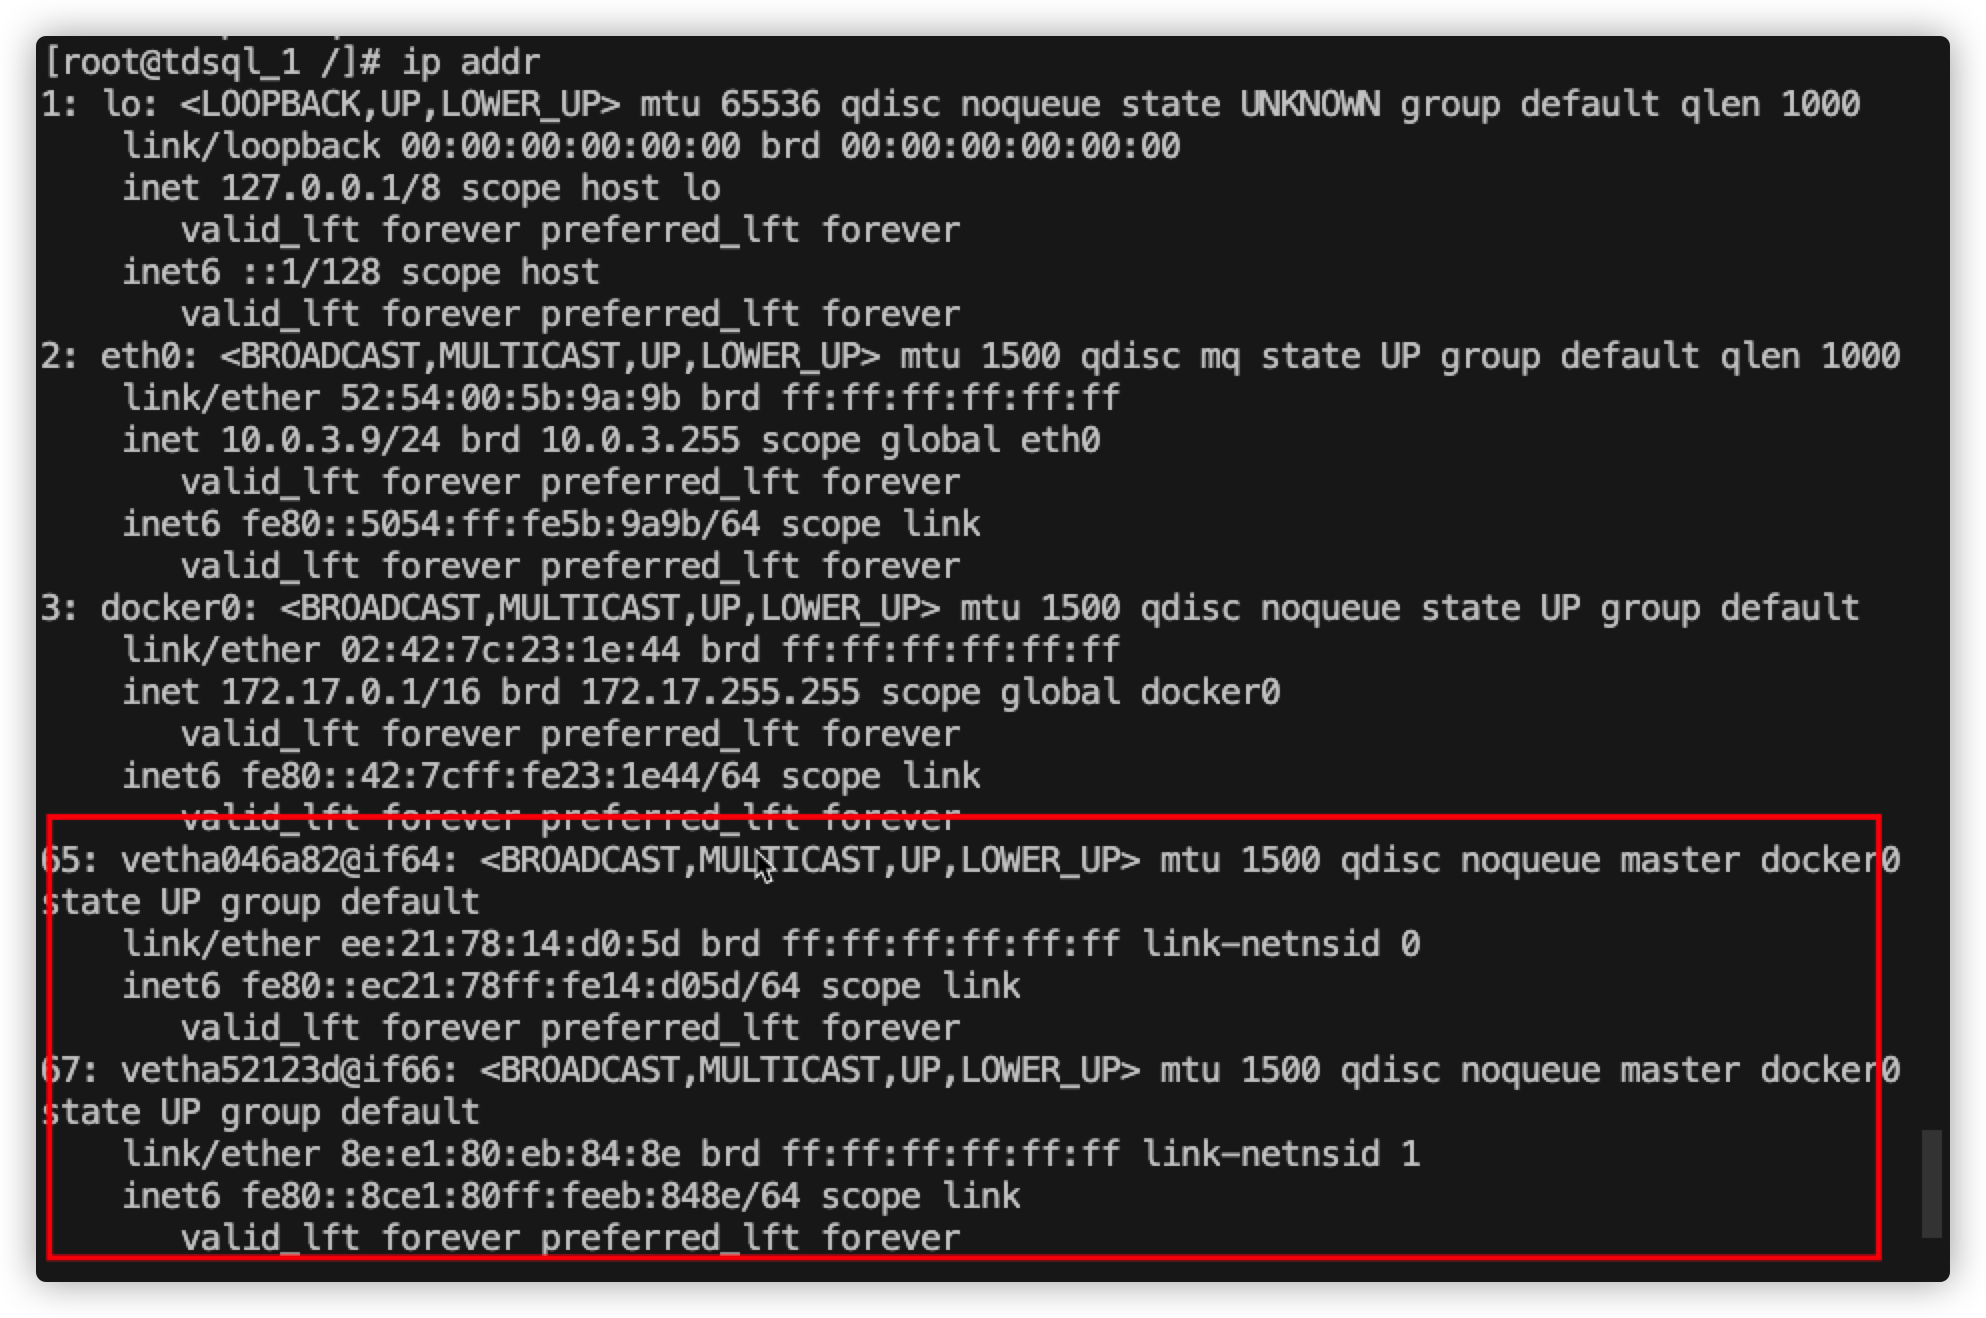 [root@tdsql_1 /]# ip addr
1: lo: <LOOPBACK,UP,LOWER_UP> mtu 65536 qdisc noqueue state UNKNOWN group default qlen 1000
    link/loopback 00:00:00:00:00:00 brd 00:00:00:00:00:00
    inet 127.0.0.1/8 scope host lo
       valid_lft forever preferred_lft forever
    inet6 ::1/128 scope host
       valid_lft forever preferred_lft forever
2: eth0: <BROADCAST,MULTICAST,UP,LOWER_UP> mtu 1500 qdisc mq state UP group default qlen 1000
    link/ether 52:54:00:5b:9a:9b brd ff:ff:ff:ff:ff:ff
    inet 10.0.3.9/24 brd 10.0.3.255 scope global eth0
       valid_lft forever preferred_lft forever
    inet6 fe80::5054:ff:fe5b:9a9b/64 scope link
       valid_lft forever preferred_lft forever
3: docker0: <BROADCAST,MULTICAST,UP,LOWER_UP> mtu 1500 qdisc noqueue state UP group default
    link/ether 02:42:7c:23:1e:44 brd ff:ff:ff:ff:ff:ff
    inet 172.17.0.1/16 brd 172.17.255.255 scope global docker0
       valid_lft forever preferred_lft forever
    inet6 fe80::42:7cff:fe23:1e44/64 scope link
       valid_lft forever preferred_lft forever
65: vetha046a82@if64: <BROADCAST,MULTICAST,UP,LOWER_UP> mtu 1500 qdisc noqueue master docker0
state UP group default
    link/ether ee:21:78:14:d0:5d brd ff:ff:ff:ff:ff:ff link-netnsid 0
    inet6 fe80::ec21:78ff:fe14:d05d/64 scope link
       valid_lft forever preferred_lft forever
67: vetha52123d@if66: <BROADCAST,MULTICAST,UP,LOWER_UP> mtu 1500 qdisc noqueue master docker0
state UP group default
    link/ether 8e:e1:80:eb:84:8e brd ff:ff:ff:ff:ff:ff link-netnsid 1
    inet6 fe80::8ce1:80ff:feeb:848e/64 scope link
       valid_lft forever preferred_lft forever